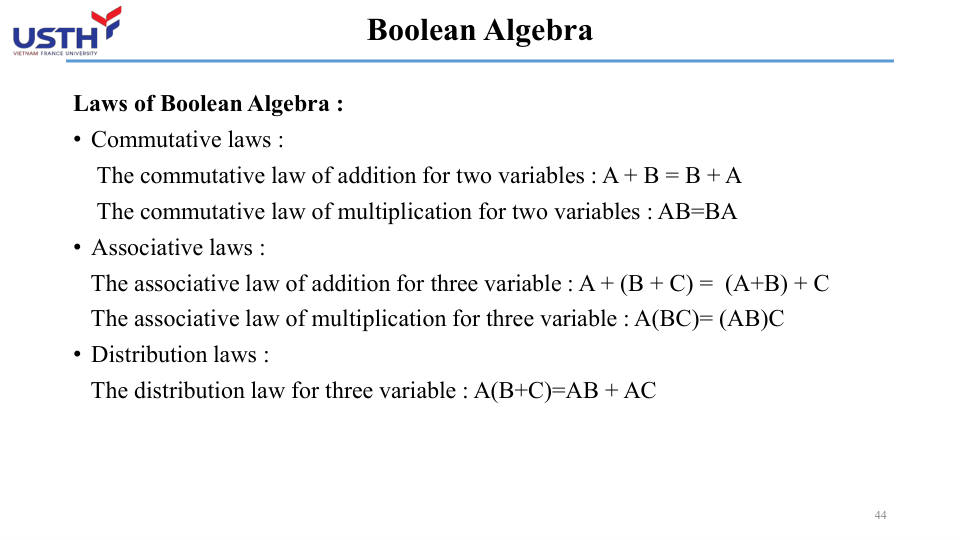 USTH
VIETNAM FRANCE UNIVERSITY
Boolean Algebra
Laws of Boolean Algebra :
• Commutative laws :
The commutative law of addition for two variables : A + B = B + A
The commutative law of multiplication for two variables : AB=BA
• Associative laws :
The associative law of addition for three variable : A + (B + C) = (A+B) + C
The associative law of multiplication for three variable : A(BC)= (AB)C
• Distribution laws :
The distribution law for three variable : A(B+C)=AB + AC
44